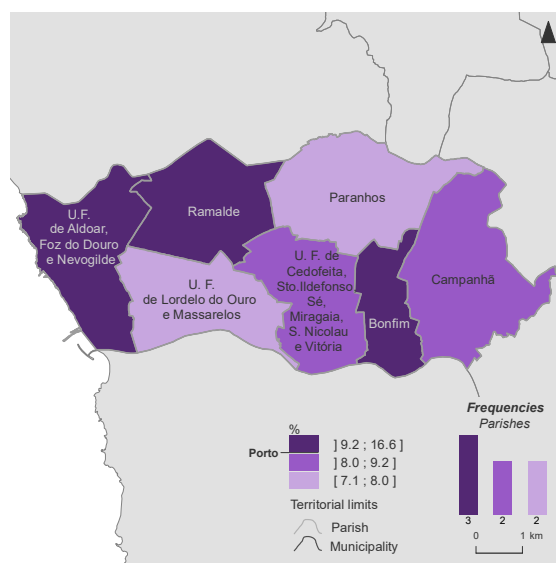 Paranhos
Ramalde
U.F.
de Aldoar,
Foz do Douro
e Nevogilde
U. F. de
Cedofeita,
Sto.Ildefonso
Sé,
Miragaia,
S. Nicolau
e Vitória
Campanhã
U. F.
de Lordelo do Ouro
e Massarelos
Bonfim
%
Porto
] 9.2 ; 16.6 ]
] 8.0 ; 9.2 ]
[ 7.1 ; 8.0 ]
Territorial limits
Parish
Municipality
Frequencies
Parishes
3 2 2
0 1 km